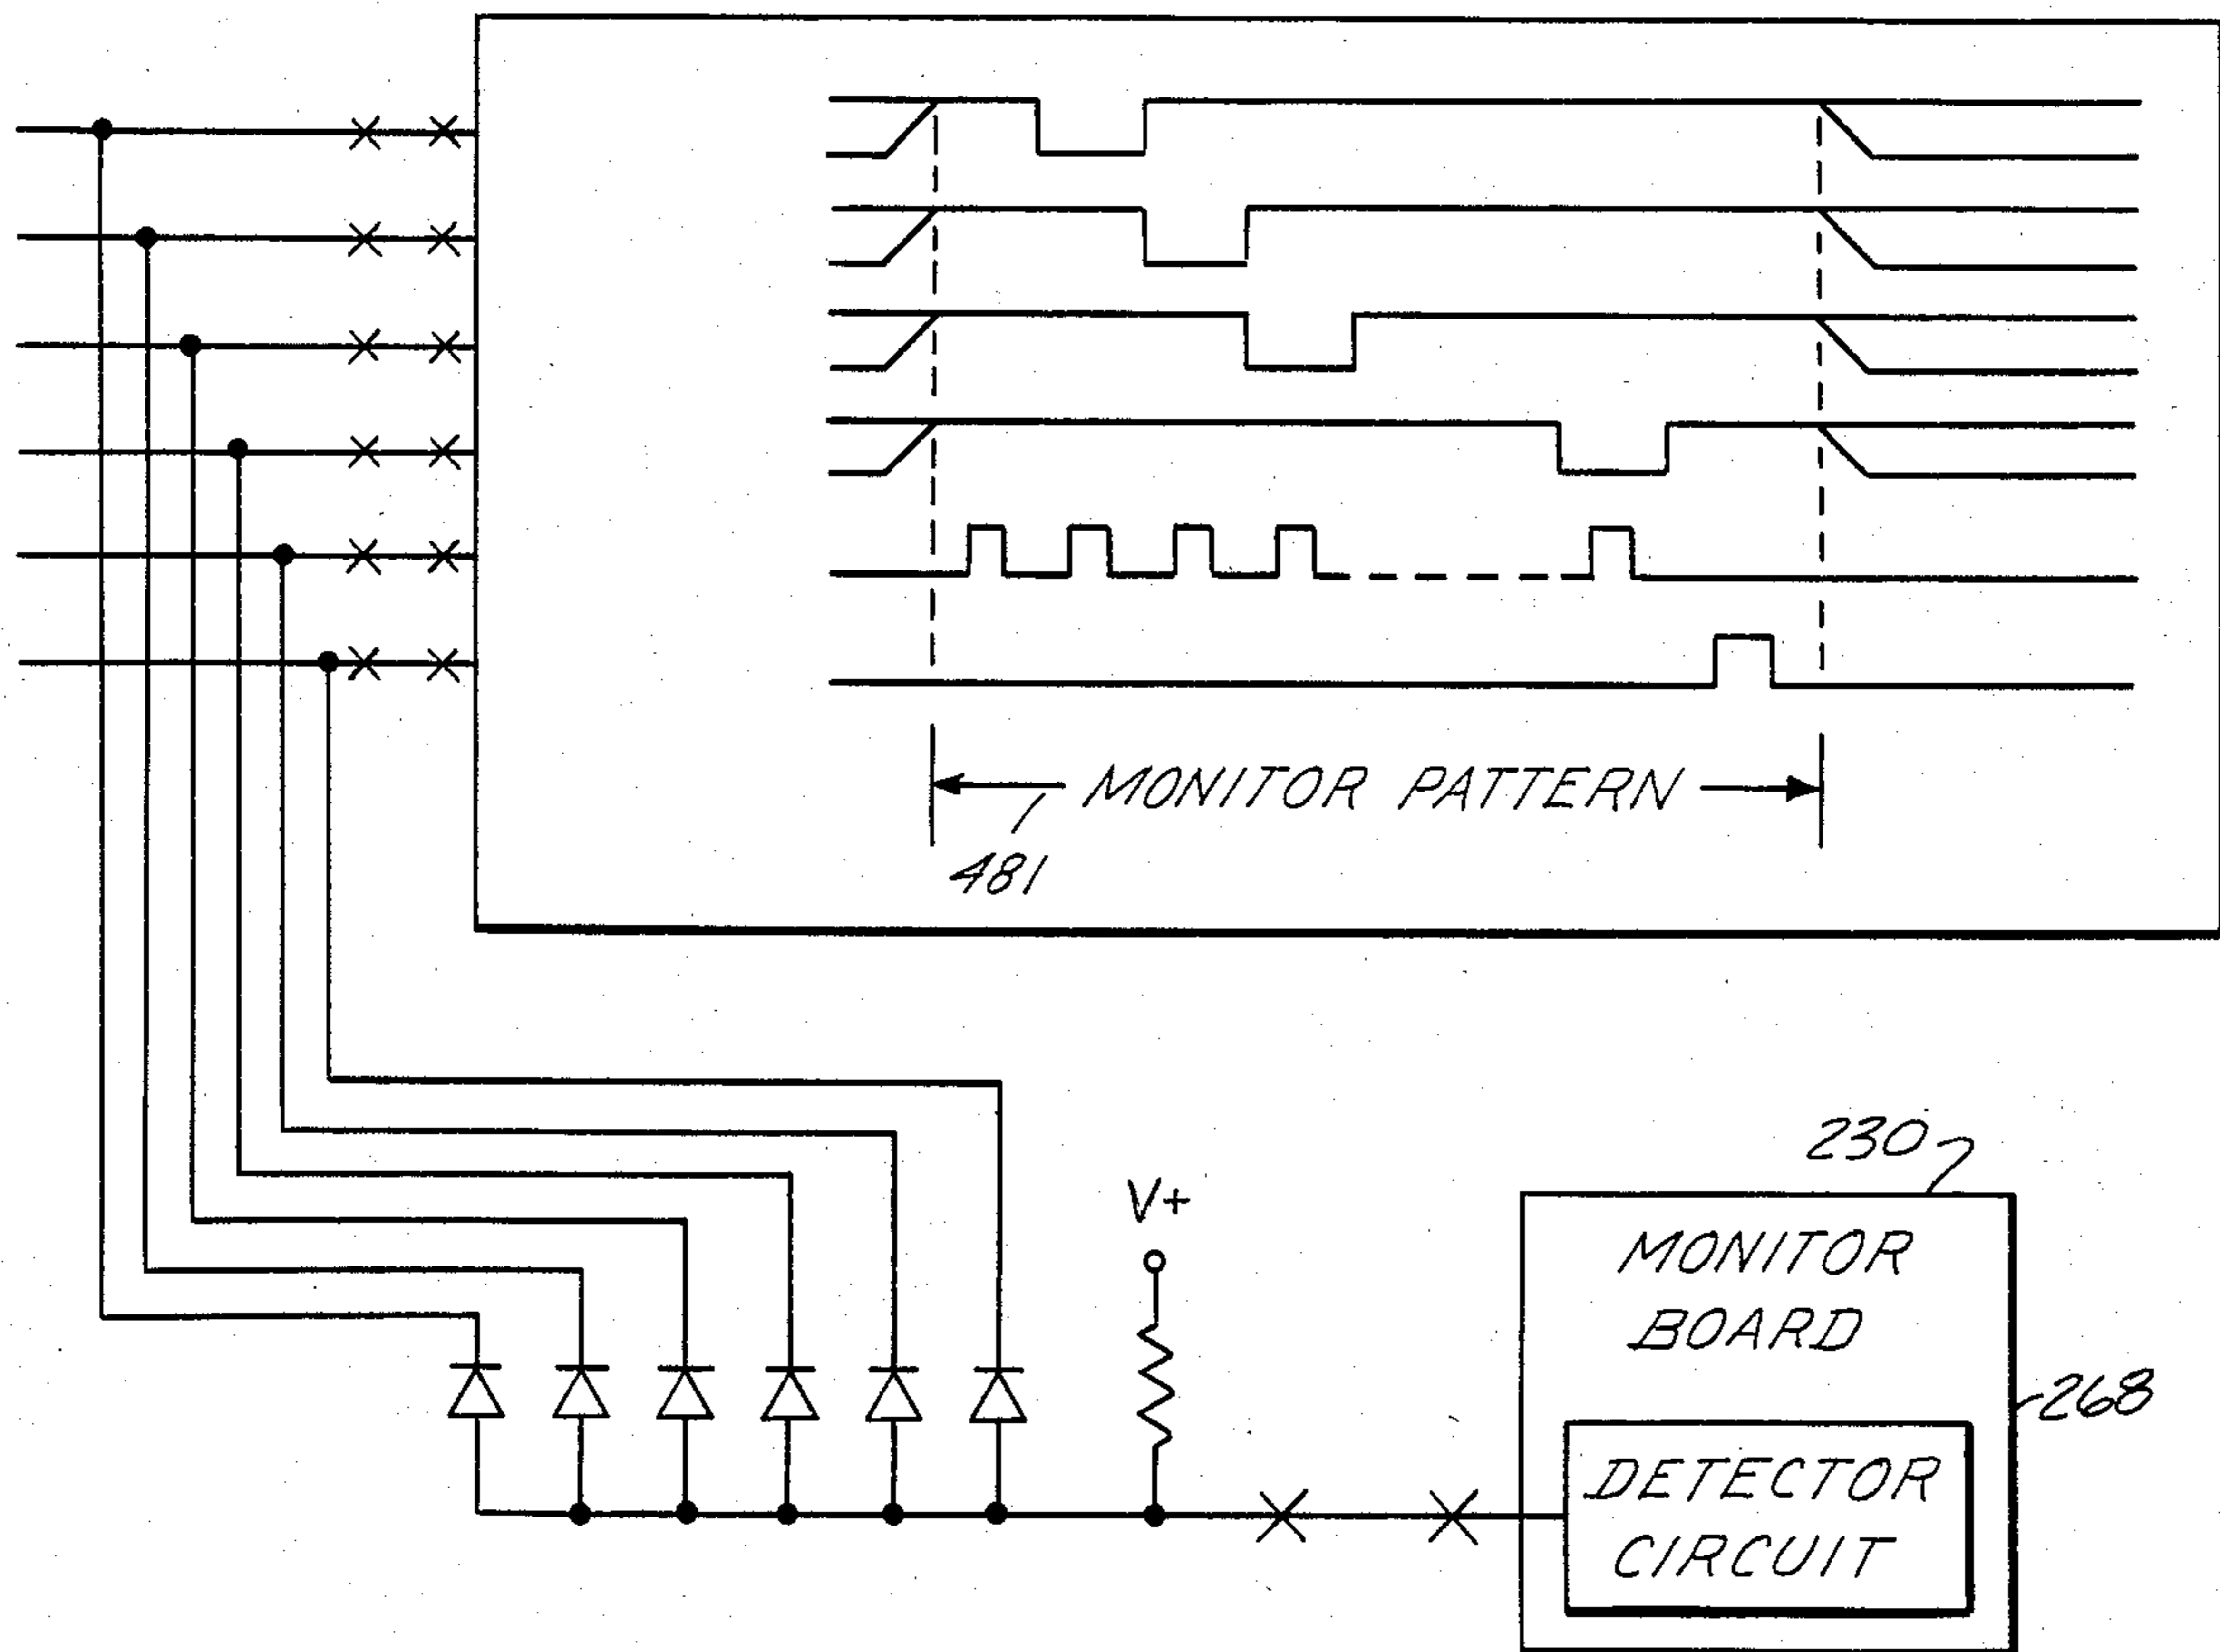 MONITOR PATTERN
481
V+
230
MONITOR
BOARD
268
DETECTOR
CIRCUIT